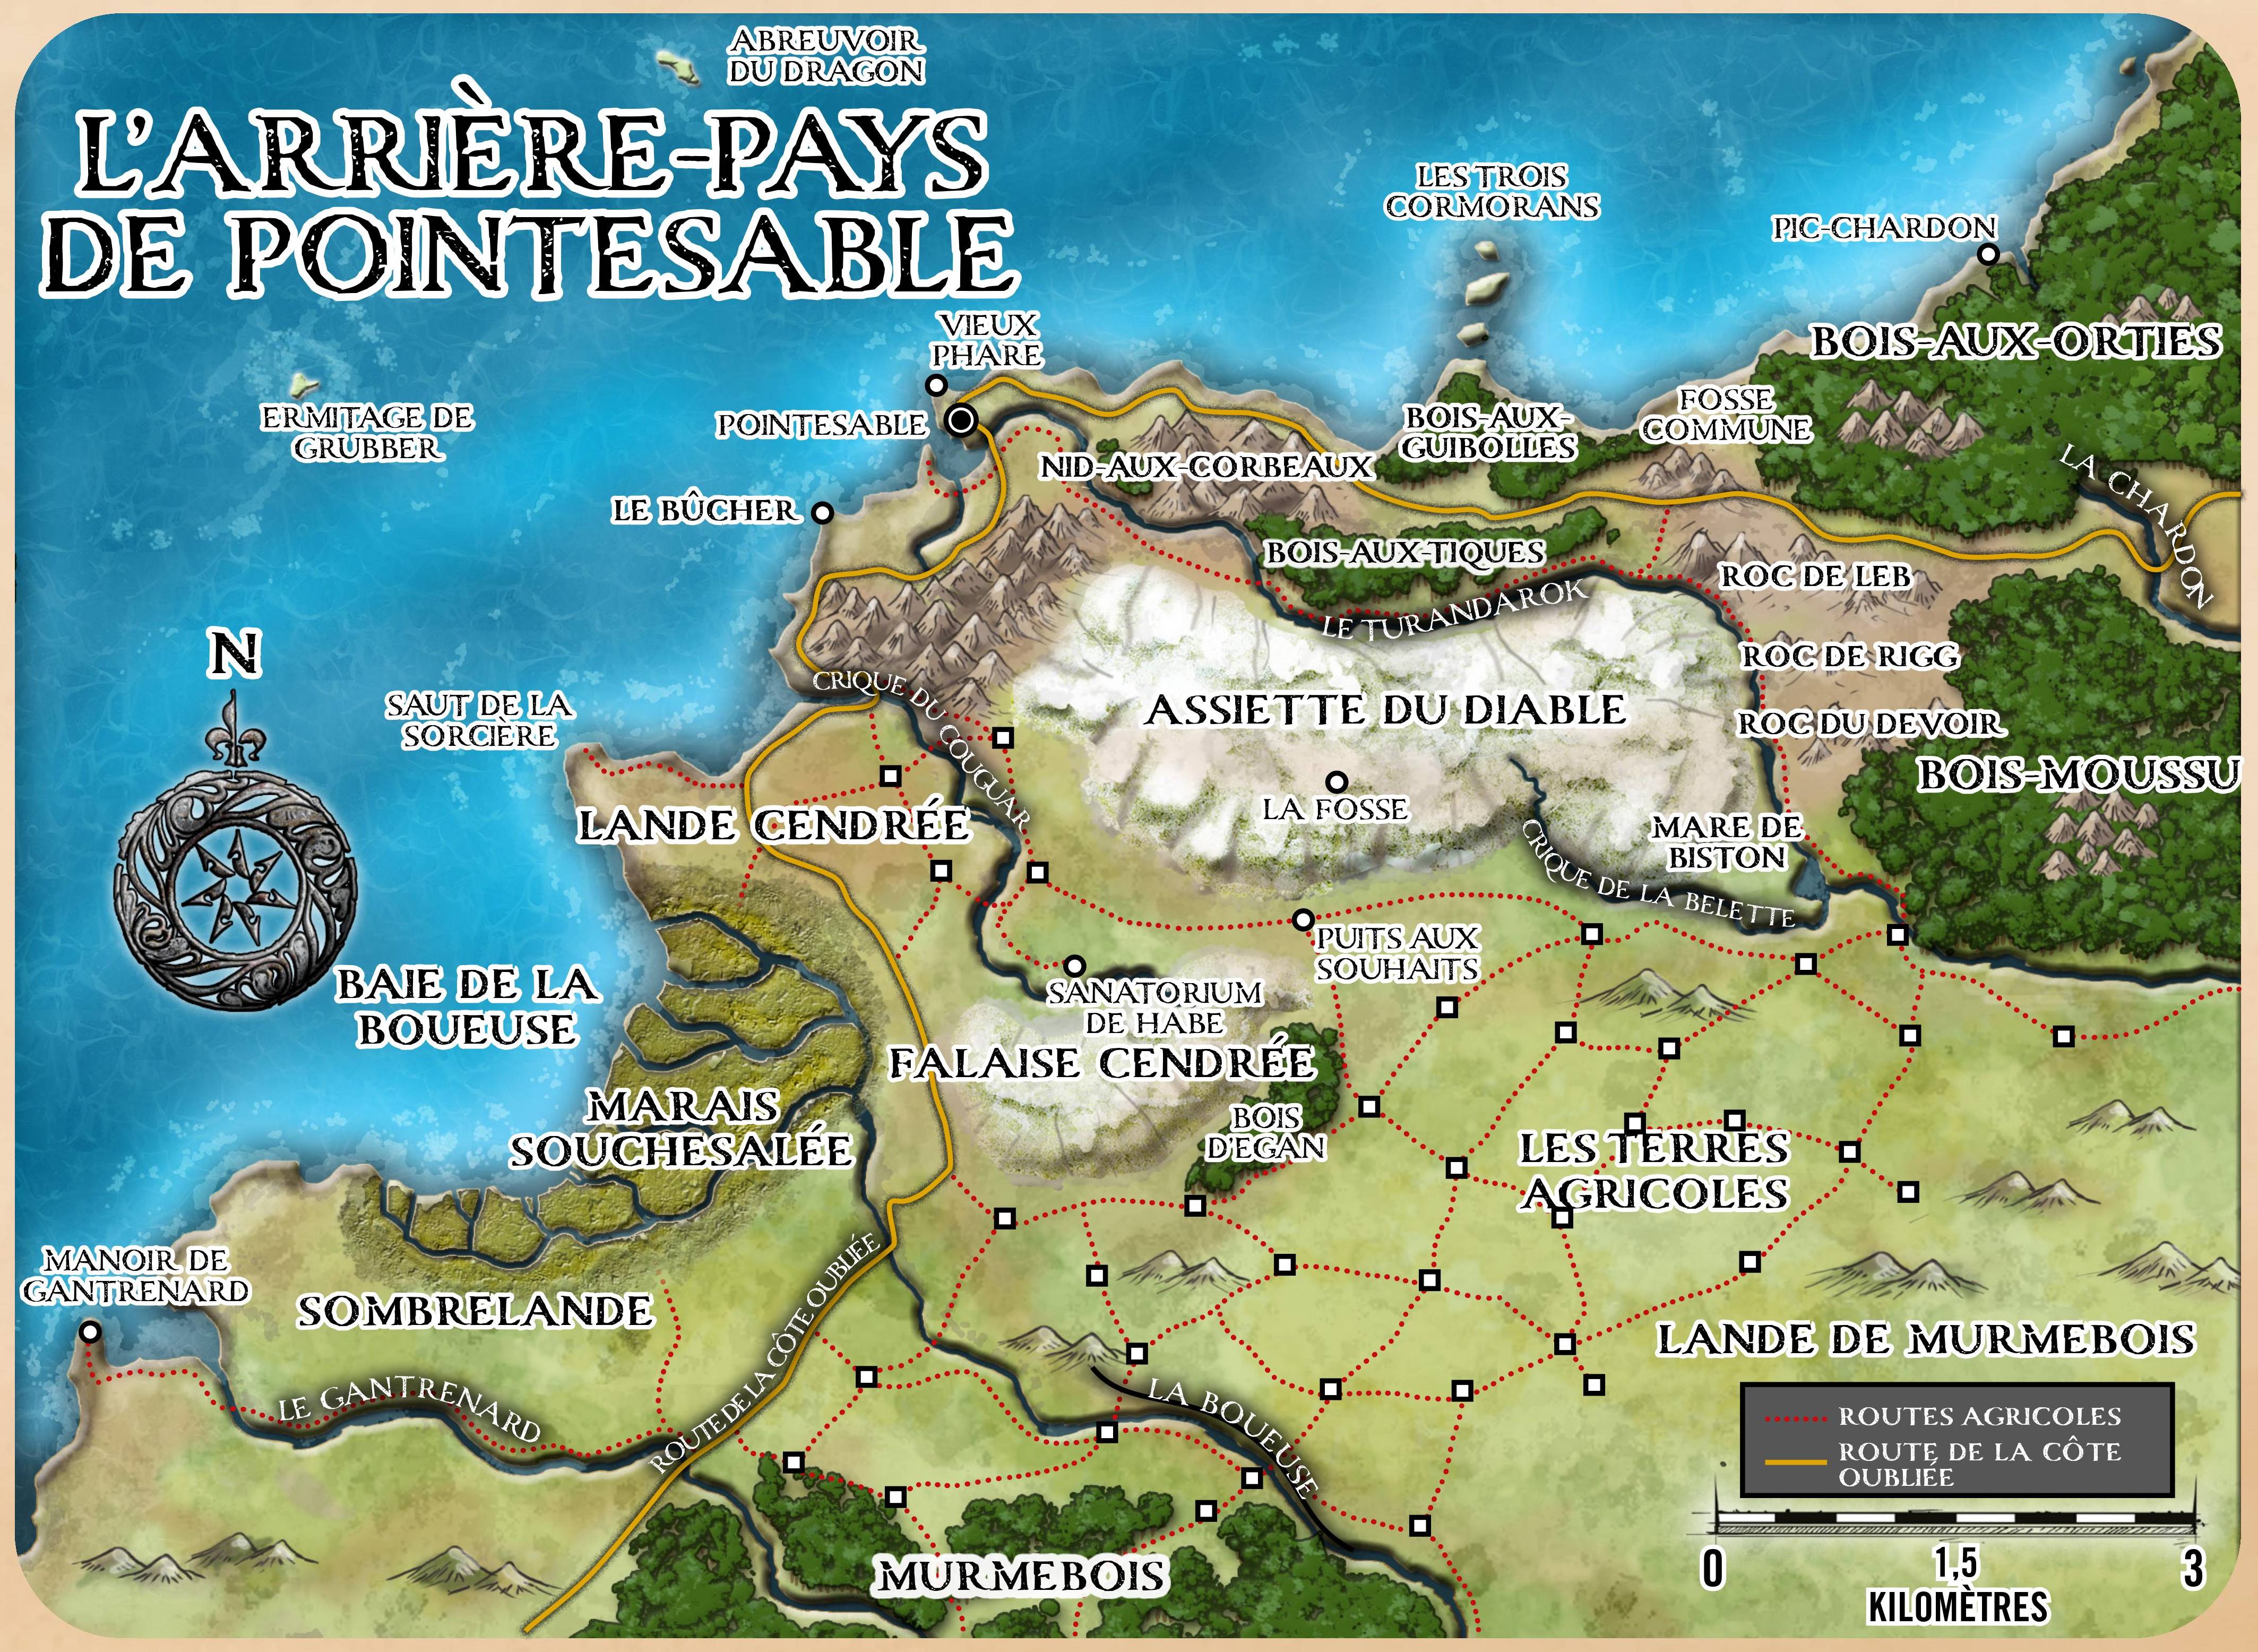 ABREUVOIR
DU DRAGON
L'ARRIÈRE-PAYS
DE POINTESABLE
LES TROIS
CORMORANS
PIC-CHARDON
VIEUX
PHARE
BOIS-AUX-ORTIES
ERMITAGE DE
GRUBBER
POINTESABLE
BOIS-AUX-
GUIBOLLES
FOSSE
COMMUNE
NID-AUX-CORBEAUX
LA CHARDON
LE BÛCHER
BOIS-AUX-TIQUES
ROC DE LEB
LE TURANDAROK
N
ROC DE RIGG
CRIQUE DU COUGUAR
SAUT DE LA
SORCIÈRE
ASSIETTE DU DIABLE
ROC DU DEVOIR
BOIS-MOUSSU
LA FOSSE
LANDE CENDRÉE
MARE DE
BISTON
CRIQUE DE LA BELETTE
PUITS AUX
SOUHAITS
BAIE DE LA
BOUEUSE
SANATORIUM
DE HABE
FALAISE CENDRÉE
MARAIS
SOUCHESALÉE
BOIS
D'EGAN
LES TERRES
AGRICOLES
MANOIR DE
GANTRENARD
SOMBRELANDE
ROUTE DE LA CÔTE OUBLIÉE
LANDE DE MURMEBOIS
LE GANTRENARD
LA BOUEUSE
ROUTES AGRICOLES
ROUTE DE LA CÔTE
OUBLIÉE
MURMEBOIS
0 1,5 3
KILOMÈTRES